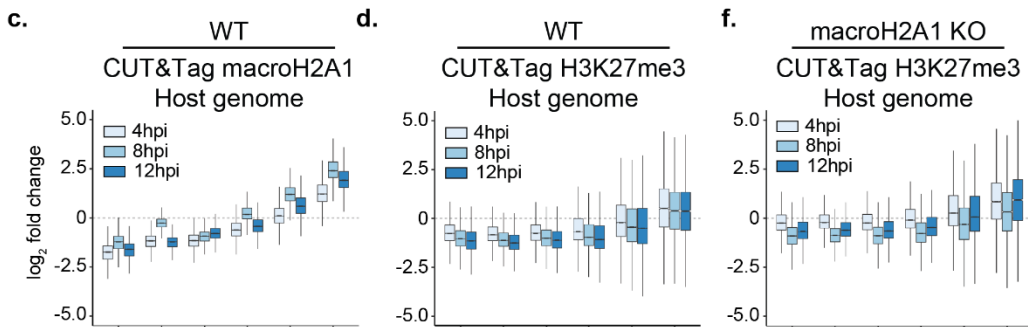 c.
WT
CUT&Tag macroH2A1
Host genome
5.0
4hpi
8hpi
12hpi
2.5
0
-2.5
-5.0
log2 fold change
d.
WT
CUT&Tag H3K27me3
Host genome
5.0
4hpi
8hpi
12hpi
2.5
0
-2.5
-5.0
f.
macroH2A1 KO
CUT&Tag H3K27me3
Host genome
5.0
4hpi
8hpi
12hpi
2.5
0
-2.5
-5.0